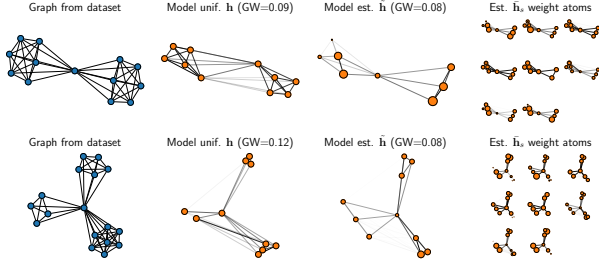 Graph from dataset
Model unif. h (GW=0.09)
Model est. h̃ (GW=0.08)
Est. h̃ₛ weight atoms
Graph from dataset
Model unif. h (GW=0.12)
Model est. h̃ (GW=0.08)
Est. h̃ₛ weight atoms